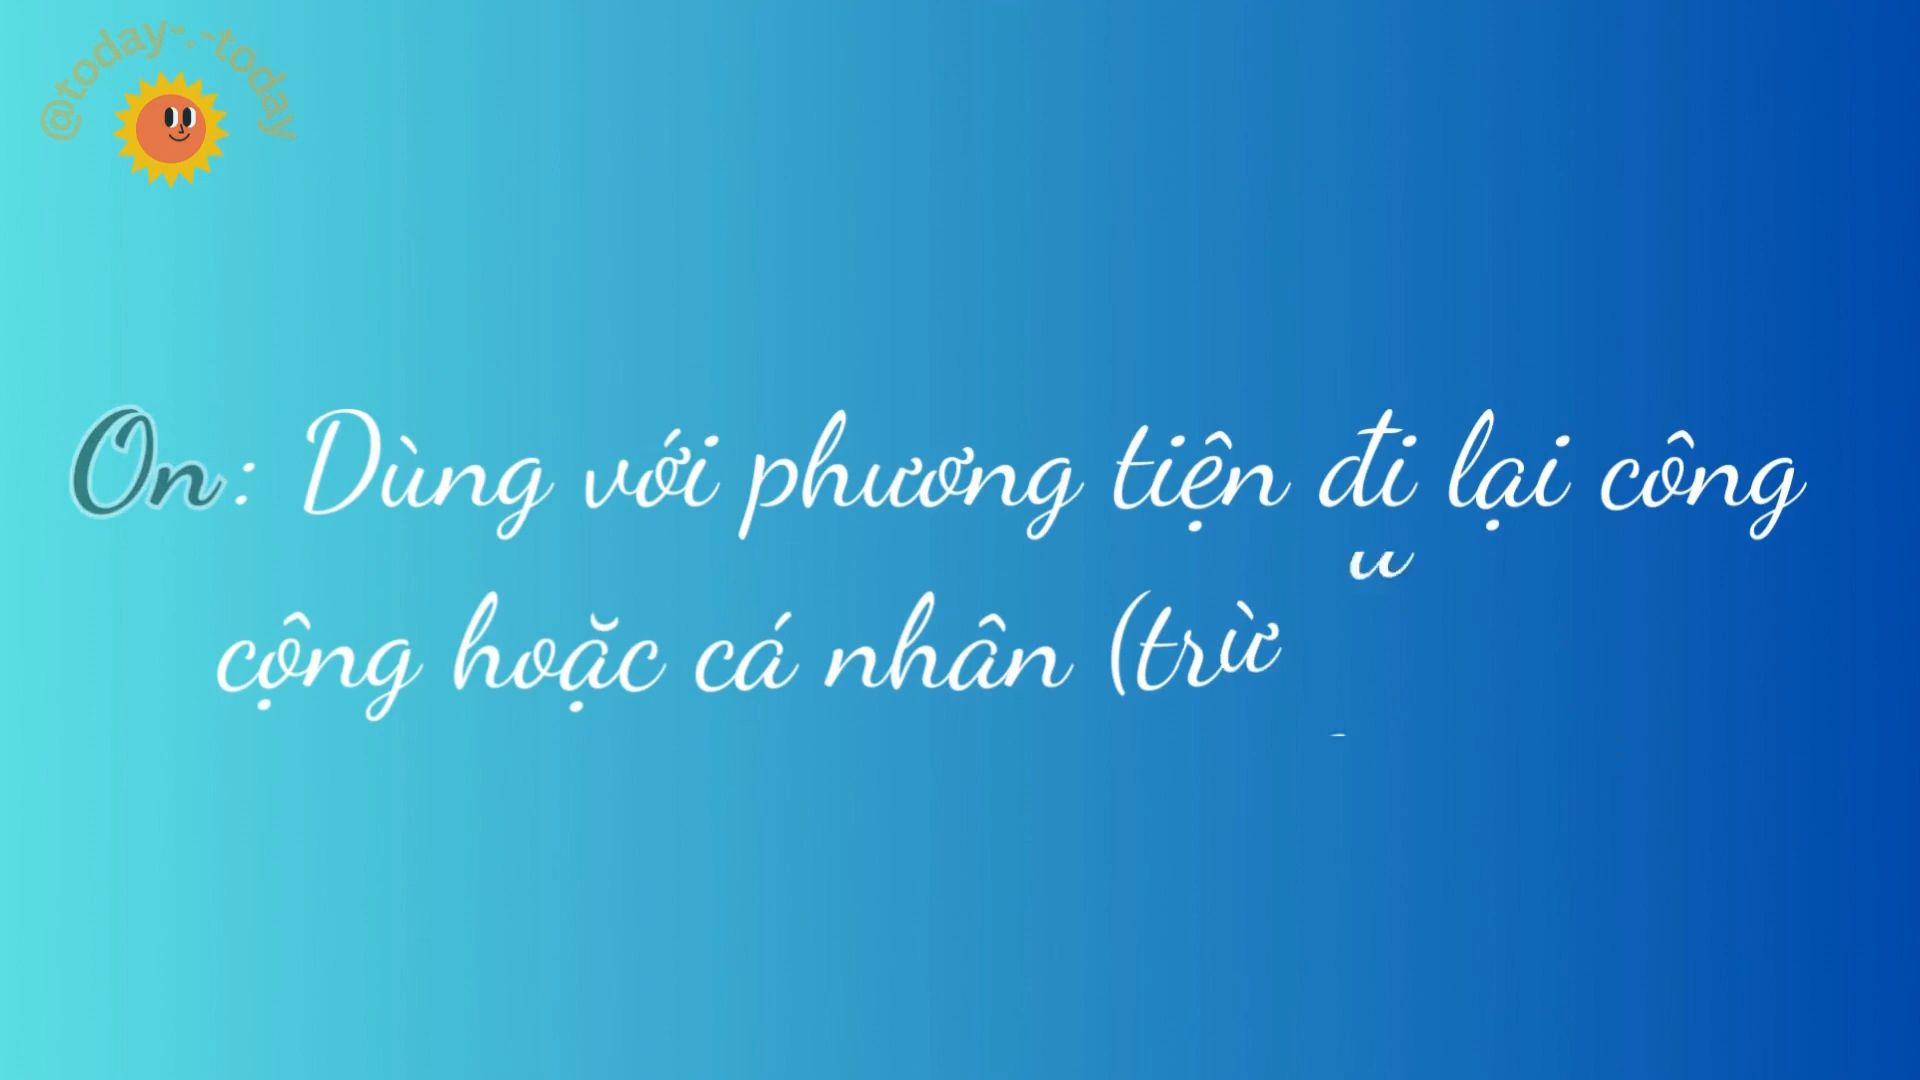 @today-.-today
On: Dùng với phương tiện đi lại công
cộng hoặc cá nhân (trừ